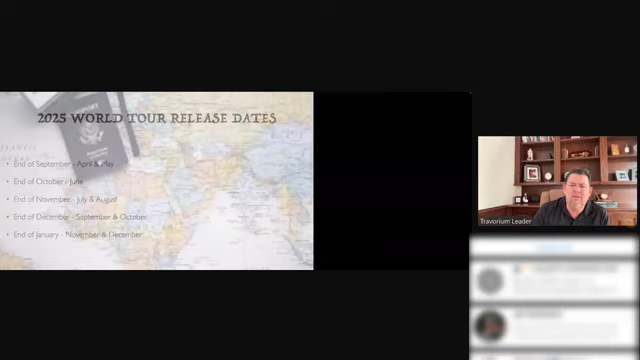 2025 WORLD TOUR RELEASE DATES
• End of September - April & May
• End of October - June
• End of November - July & August
• End of December - September & October
• End of January - November & December
Travorium Leader